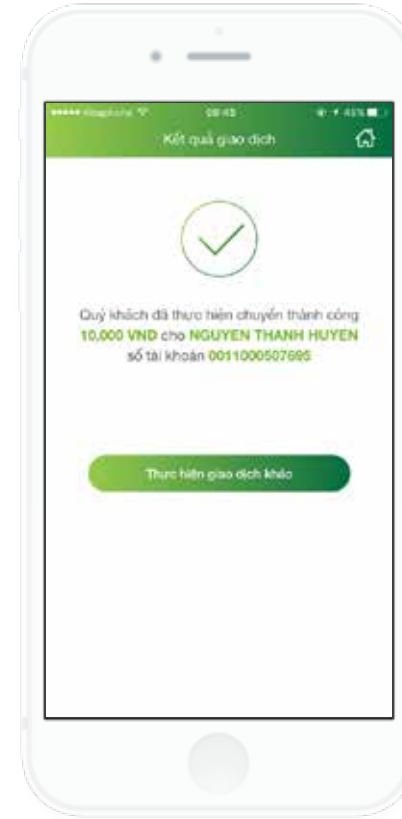 09:45
45%
Kết quả giao dịch
Quý khách đã thực hiện chuyển thành công
10,000 VND cho NGUYEN THANH HUYEN
số tài khoản 0011000507695
Thực hiện giao dịch khác